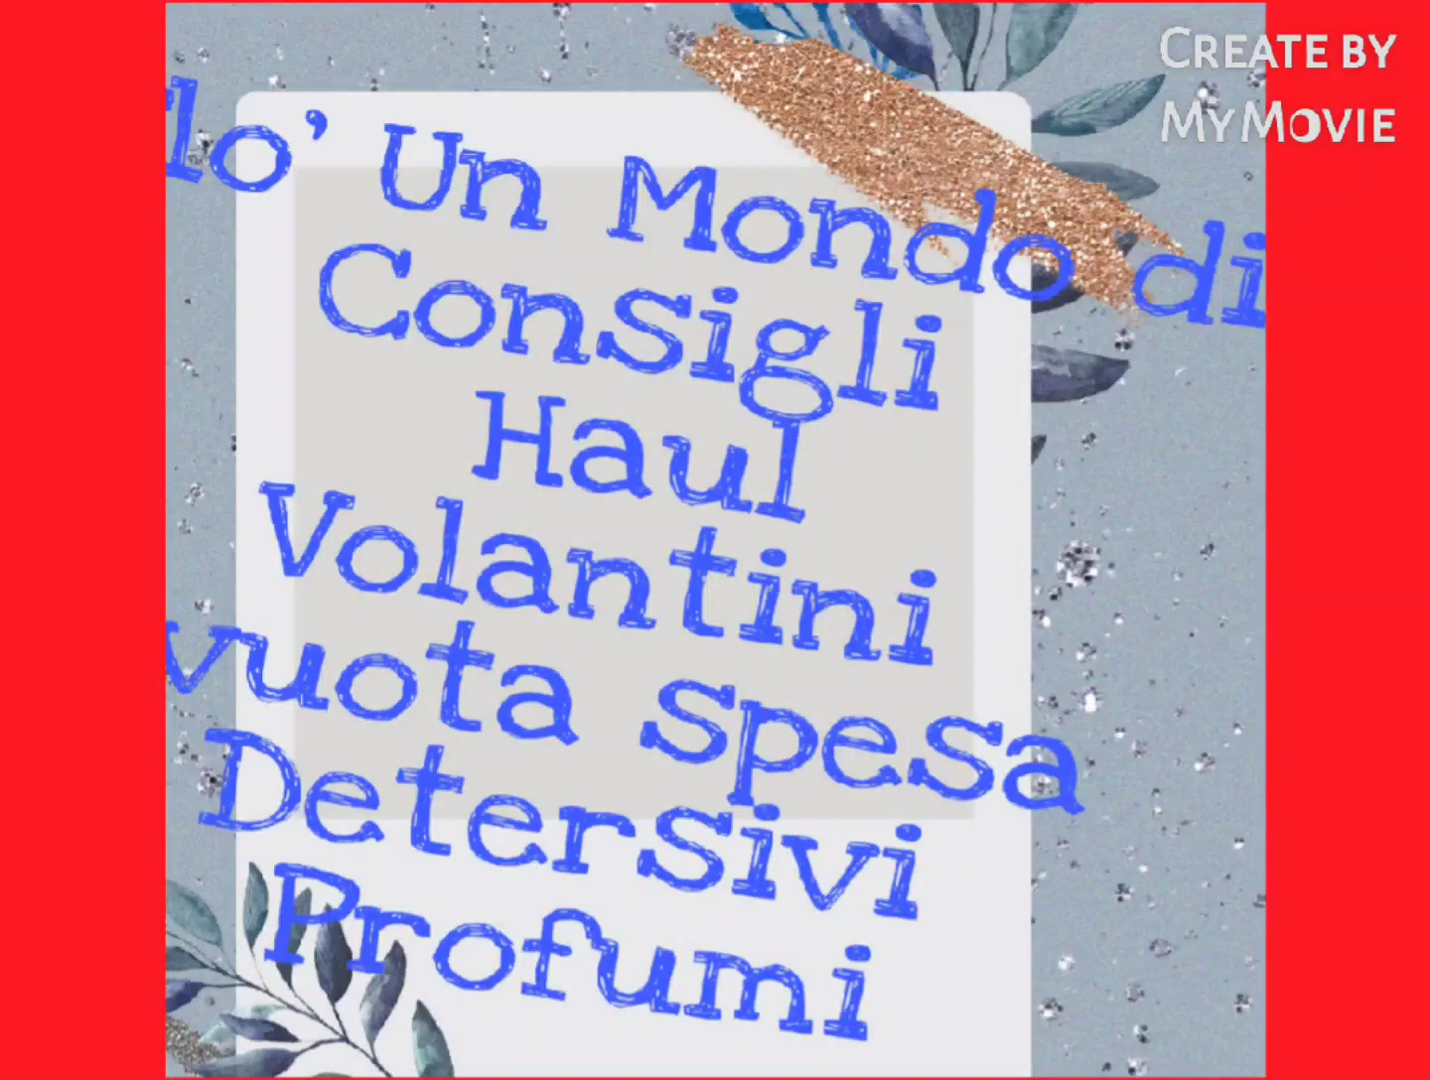 CREATE BY
MYMOVIE
lo' Un Mondo di
Consigli
Haul
Volantini
vuota spesa
Detersivi
Profumi